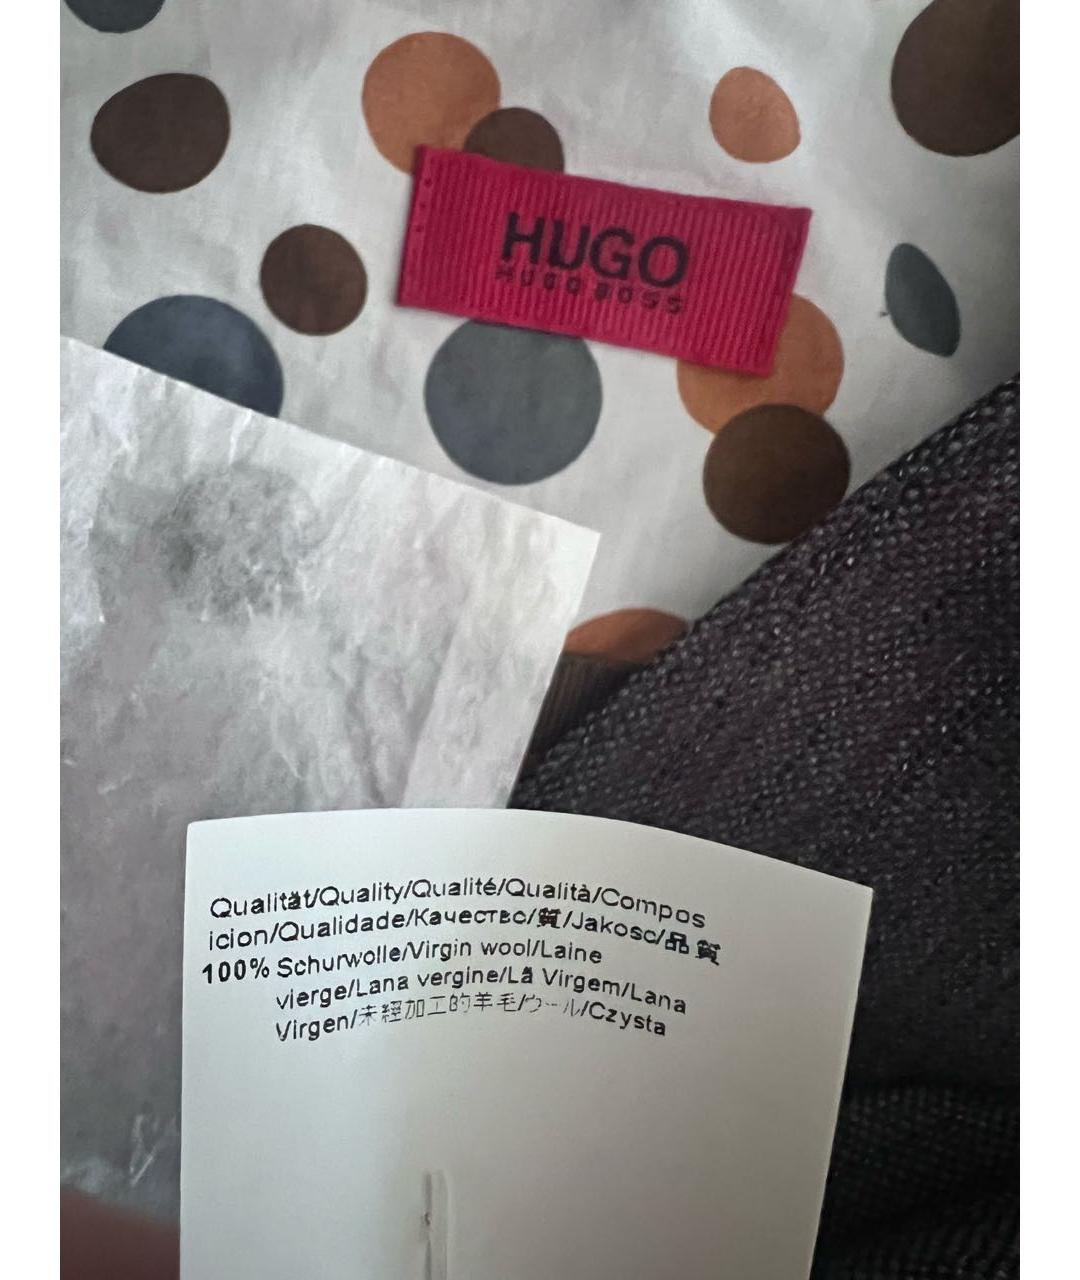 HUGO
HUGO BOSS
Qualität/Quality/Qualité/Qualità/Compos
icion/Qualidade/Качество/質/Jakosc/品質
100% Schurwolle/Virgin wool/Laine
vierge/Lana vergine/Lã Virgem/Lana
Virgen/未經加工的羊毛/ウール/Czysta